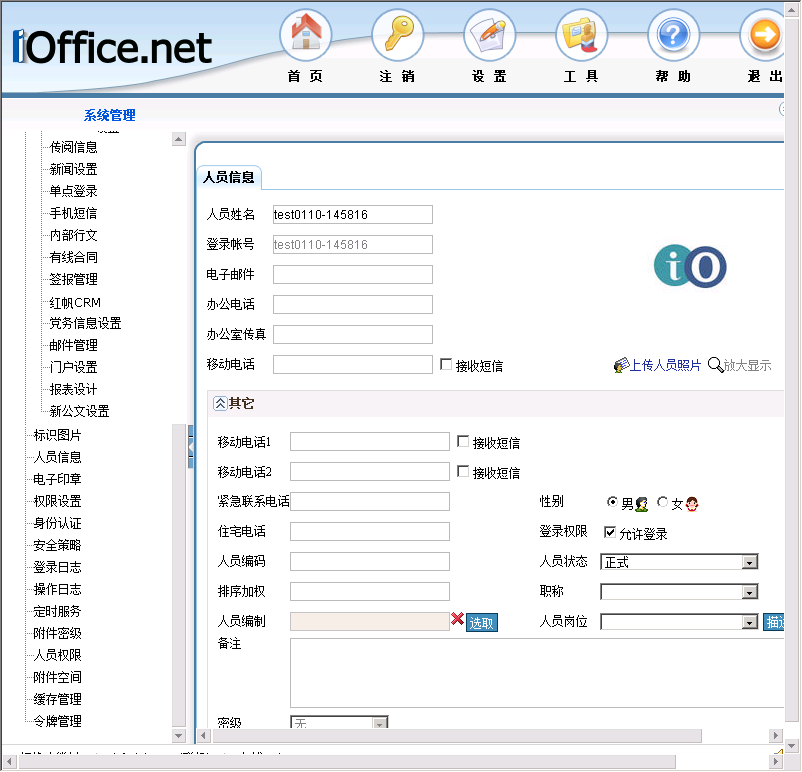 iOffice.net
首 页 注 销 设 置 工 具 帮 助 退 出
系统管理
传阅信息
新闻设置
单点登录
手机短信
内部行文
有线合同
签报管理
红帆CRM
党务信息设置
邮件管理
门户设置
报表设计
新公文设置
标识图片
人员信息
电子印章
权限设置
身份认证
安全策略
登录日志
操作日志
定时服务
附件密级
人员权限
附件空间
缓存管理
令牌管理
人员信息
人员姓名 test0110-145816
登录帐号 test0110-145816
iO
电子邮件
办公电话
办公室传真
移动电话 接收短信 上传人员照片 放大显示
其它
移动电话1 接收短信
移动电话2 接收短信
紧急联系电话 性别 男 女
住宅电话 登录权限 允许登录
人员编码 人员状态 正式
排序加权 职称
人员编制 选取 人员岗位
备注
密级 无